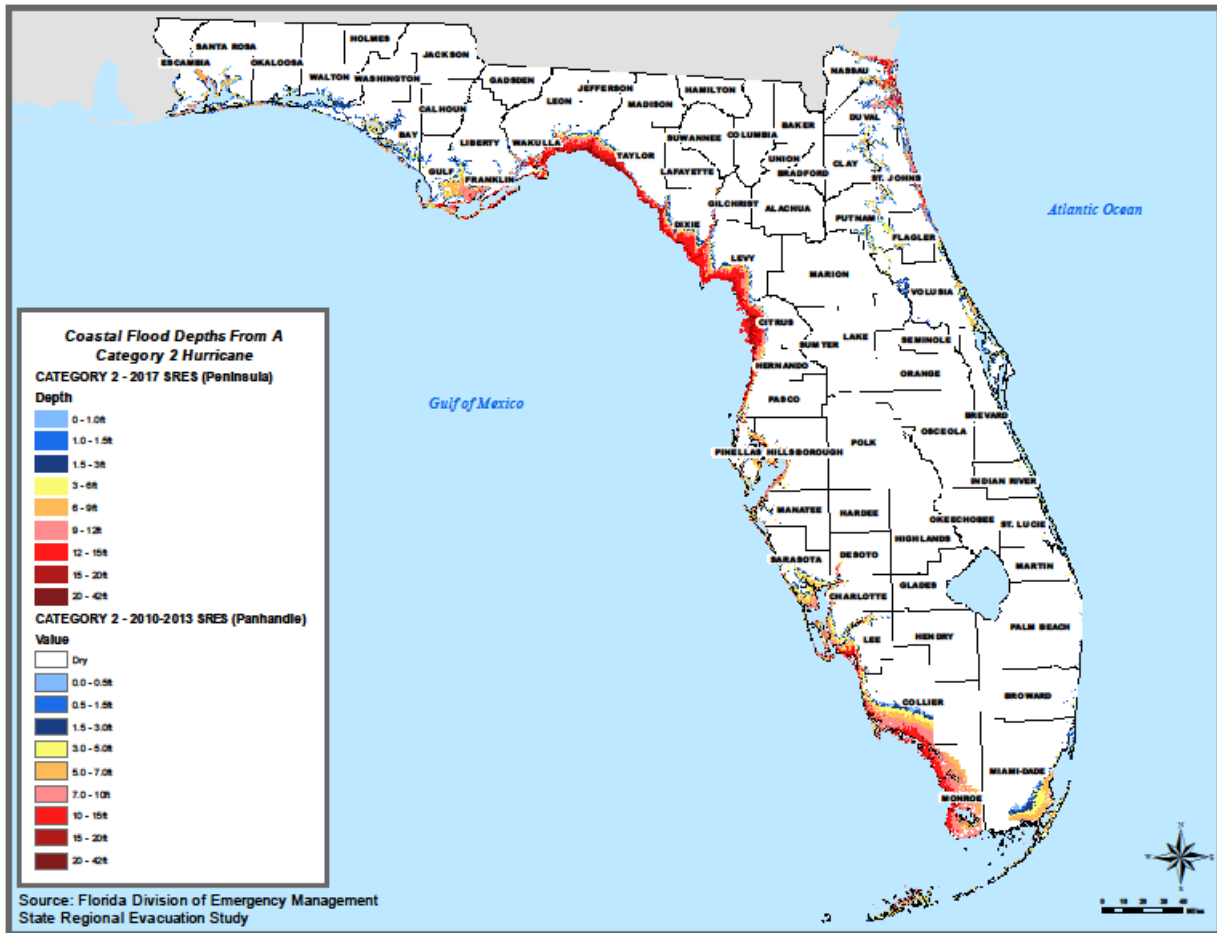 HOLMES
SANTA ROSA
JACKSON
ESCAMBIA
OKALOOSA
WALTON
WASHINGTON
GADSDEN
NASSAU
JEFFERSON
HAMILTON
LEON
MADISON
CALHOUN
DUVAL
BAKER
BAY
LIBERTY
WAKULLA
SUWANNEE
COLUMBIA
TAYLOR
UNION
CLAY
GULF
FRANKLIN
LAFAYETTE
BRADFORD
ST. JOHNS
GILCHRIST
ALACHUA
PUTNAM
Atlantic Ocean
DIXIE
FLAGLER
LEVY
MARION
VOLUSIA
CITRUS
LAKE
SUMTER
SEMINOLE
HERNANDO
ORANGE
PASCO
Gulf of Mexico
BREVARD
OSCEOLA
POLK
PINELLAS
HILLSBOROUGH
INDIAN RIVER
MANATEE
HARDEE
OKEECHOBEE
ST. LUCIE
HIGHLANDS
SARASOTA
DESOTO
MARTIN
GLADES
CHARLOTTE
PALM BEACH
LEE
HENDRY
COLLIER
BROWARD
MIAMI-DADE
MONROE
Coastal Flood Depths From A
Category 2 Hurricane
CATEGORY 2 - 2017 SRES (Peninsula)
Depth
0 - 1.0ft
1.0 - 1.5ft
1.5 - 3ft
3 - 6ft
6 - 9ft
9 - 12ft
12 - 15ft
15 - 20ft
20 - 42ft
CATEGORY 2 - 2010-2013 SRES (Panhandle)
Value
Dry
0.0 - 0.5ft
0.5 - 1.5ft
1.5 - 3.0ft
3.0 - 5.0ft
5.0 - 7.0ft
7.0 - 10ft
10 - 15ft
15 - 20ft
20 - 42ft
Source: Florida Division of Emergency Management
State Regional Evacuation Study
N
S
0 10 20 30 40
Miles